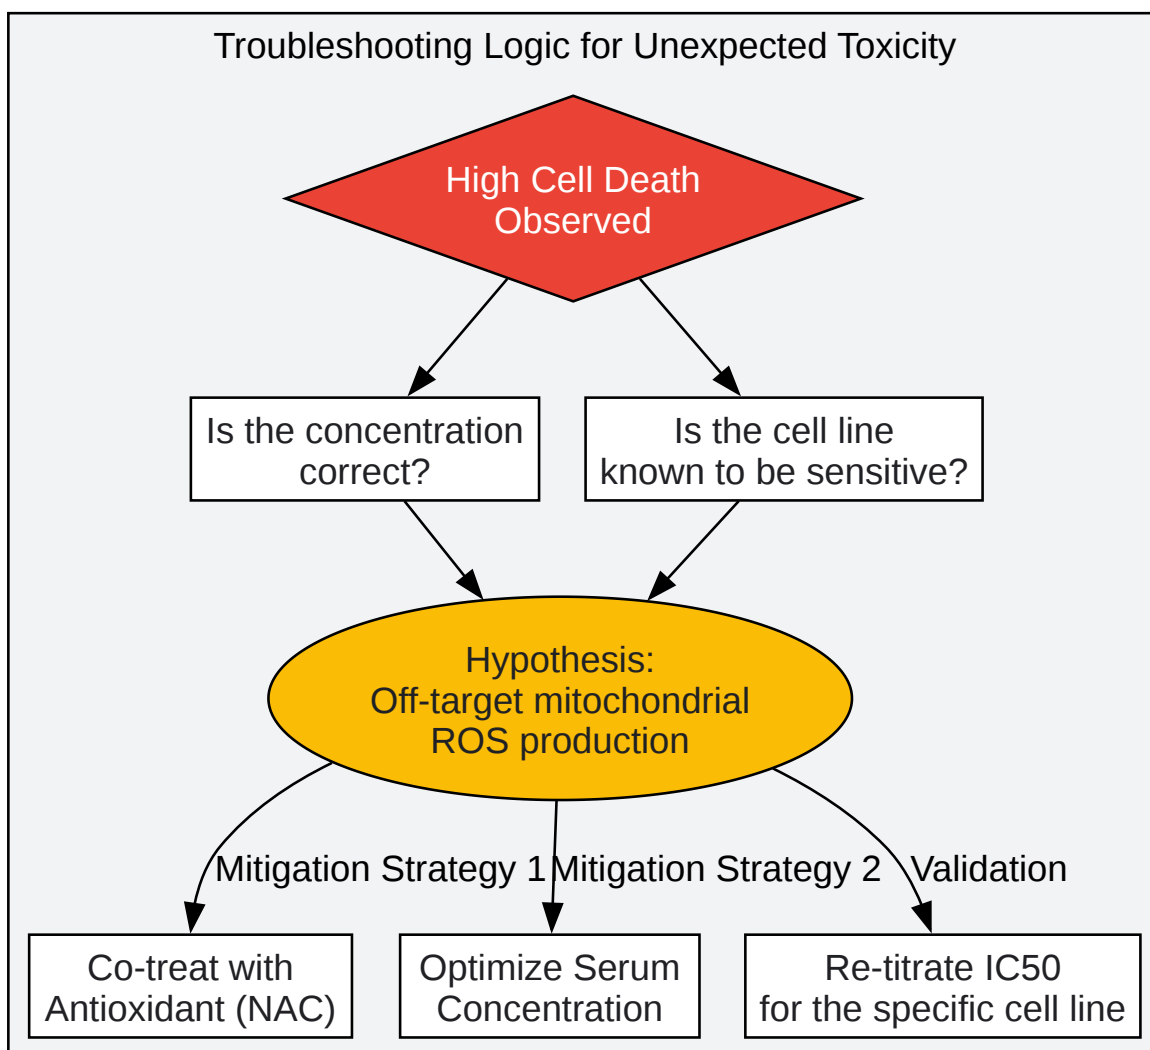 Troubleshooting Logic for Unexpected Toxicity
High Cell Death
Observed
Is the concentration
correct?
Is the cell line
known to be sensitive?
Hypothesis:
Off-target mitochondrial
ROS production
Mitigation Strategy 1
Mitigation Strategy 2
Validation
Co-treat with
Antioxidant (NAC)
Optimize Serum
Concentration
Re-titrate IC50
for the specific cell line